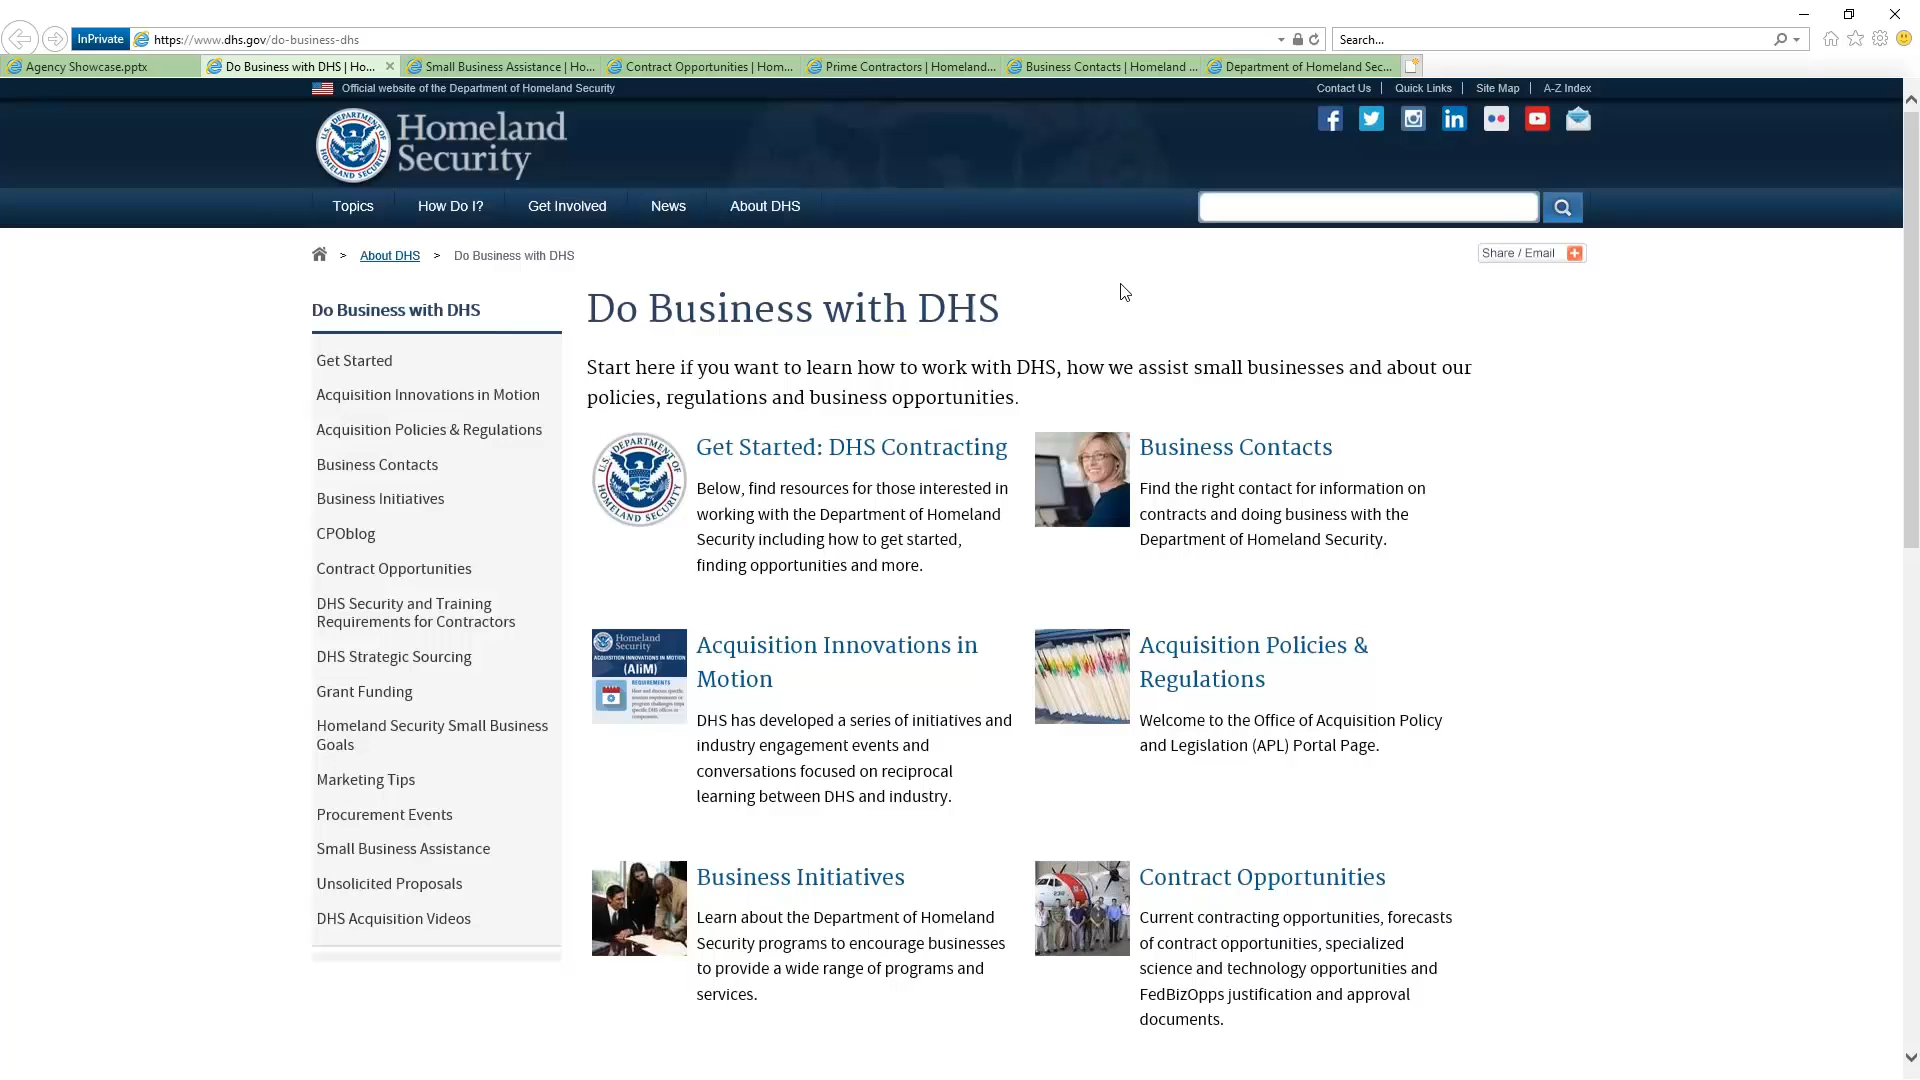 InPrivate
https://www.dhs.gov/do-business-dhs
Search...
Agency Showcase.pptx
Do Business with DHS | Ho...
Small Business Assistance | Ho...
Contract Opportunities | Hom...
Prime Contractors | Homeland...
Business Contacts | Homeland ...
Department of Homeland Sec...
Official website of the Department of Homeland Security
Contact Us
Quick Links
Site Map
A-Z Index
Homeland
Security
Topics
How Do I?
Get Involved
News
About DHS
> About DHS > Do Business with DHS
Share / Email
Do Business with DHS
Get Started
Acquisition Innovations in Motion
Acquisition Policies & Regulations
Business Contacts
Business Initiatives
CPOblog
Contract Opportunities
DHS Security and Training
Requirements for Contractors
DHS Strategic Sourcing
Grant Funding
Homeland Security Small Business
Goals
Marketing Tips
Procurement Events
Small Business Assistance
Unsolicited Proposals
DHS Acquisition Videos
Do Business with DHS
Start here if you want to learn how to work with DHS, how we assist small businesses and about our
policies, regulations and business opportunities.
U.S. DEPARTMENT OF HOMELAND SECURITY
Get Started: DHS Contracting
Below, find resources for those interested in
working with the Department of Homeland
Security including how to get started,
finding opportunities and more.
Business Contacts
Find the right contact for information on
contracts and doing business with the
Department of Homeland Security.
Homeland
Security
ACQUISITION INNOVATIONS IN MOTION
(AIiM)
REQUIREMENTS
Acquisition Innovations in
Motion
DHS has developed a series of initiatives and
industry engagement events and
conversations focused on reciprocal
learning between DHS and industry.
Acquisition Policies &
Regulations
Welcome to the Office of Acquisition Policy
and Legislation (APL) Portal Page.
Business Initiatives
Learn about the Department of Homeland
Security programs to encourage businesses
to provide a wide range of programs and
services.
Contract Opportunities
Current contracting opportunities, forecasts
of contract opportunities, specialized
science and technology opportunities and
FedBizOpps justification and approval
documents.